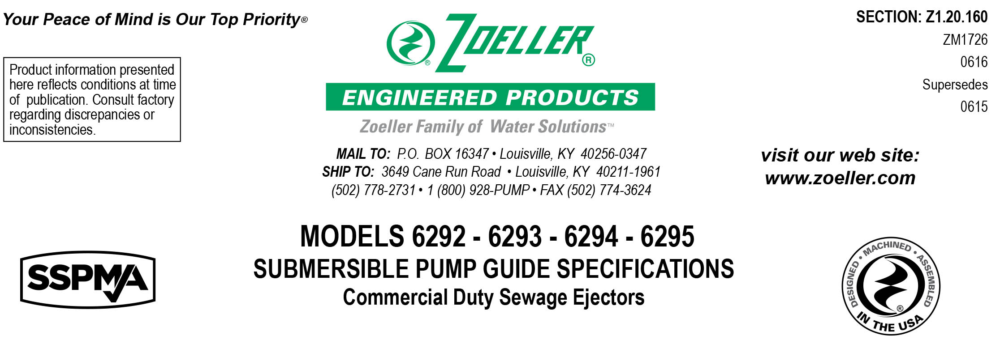 Your Peace of Mind is Our Top Priority®
Product information presented
here reflects conditions at time
of publication. Consult factory
regarding discrepancies or
inconsistencies.
®
ZOELLER®
ENGINEERED PRODUCTS
Zoeller Family of Water Solutions™
MAIL TO: P.O. BOX 16347 • Louisville, KY 40256-0347
SHIP TO: 3649 Cane Run Road • Louisville, KY 40211-1961
(502) 778-2731 • 1 (800) 928-PUMP • FAX (502) 774-3624
SECTION: Z1.20.160
ZM1726
0616
Supersedes
0615
visit our web site:
www.zoeller.com
MODELS 6292 - 6293 - 6294 - 6295
SUBMERSIBLE PUMP GUIDE SPECIFICATIONS
Commercial Duty Sewage Ejectors
SSPMA
DESIGNED • MACHINED • ASSEMBLED
®
IN THE USA